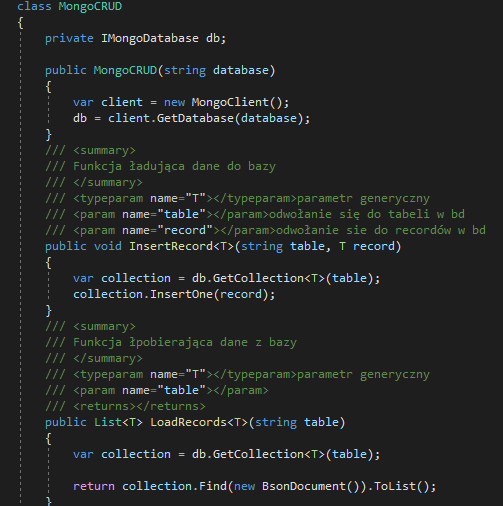 class MongoCRUD
{
private IMongoDatabase db;
public MongoCRUD(string database)
{
var client = new MongoClient();
db = client.GetDatabase(database);
}
/// <summary>
/// Funkcja ładująca dane do bazy
/// </summary>
/// <typeparam name="T"></typeparam>parametr generyczny
/// <param name="table"></param>odwołanie się do tabeli w bd
/// <param name="record"></param>odwołanie sie do recordów w bd
public void InsertRecord<T>(string table, T record)
{
var collection = db.GetCollection<T>(table);
collection.InsertOne(record);
}
/// <summary>
/// Funkcja łpobierająca dane z bazy
/// </summary>
/// <typeparam name="T"></typeparam>parametr generyczny
/// <param name="table"></param>
/// <returns></returns>
public List<T> LoadRecords<T>(string table)
{
var collection = db.GetCollection<T>(table);
return collection.Find(new BsonDocument()).ToList();
}